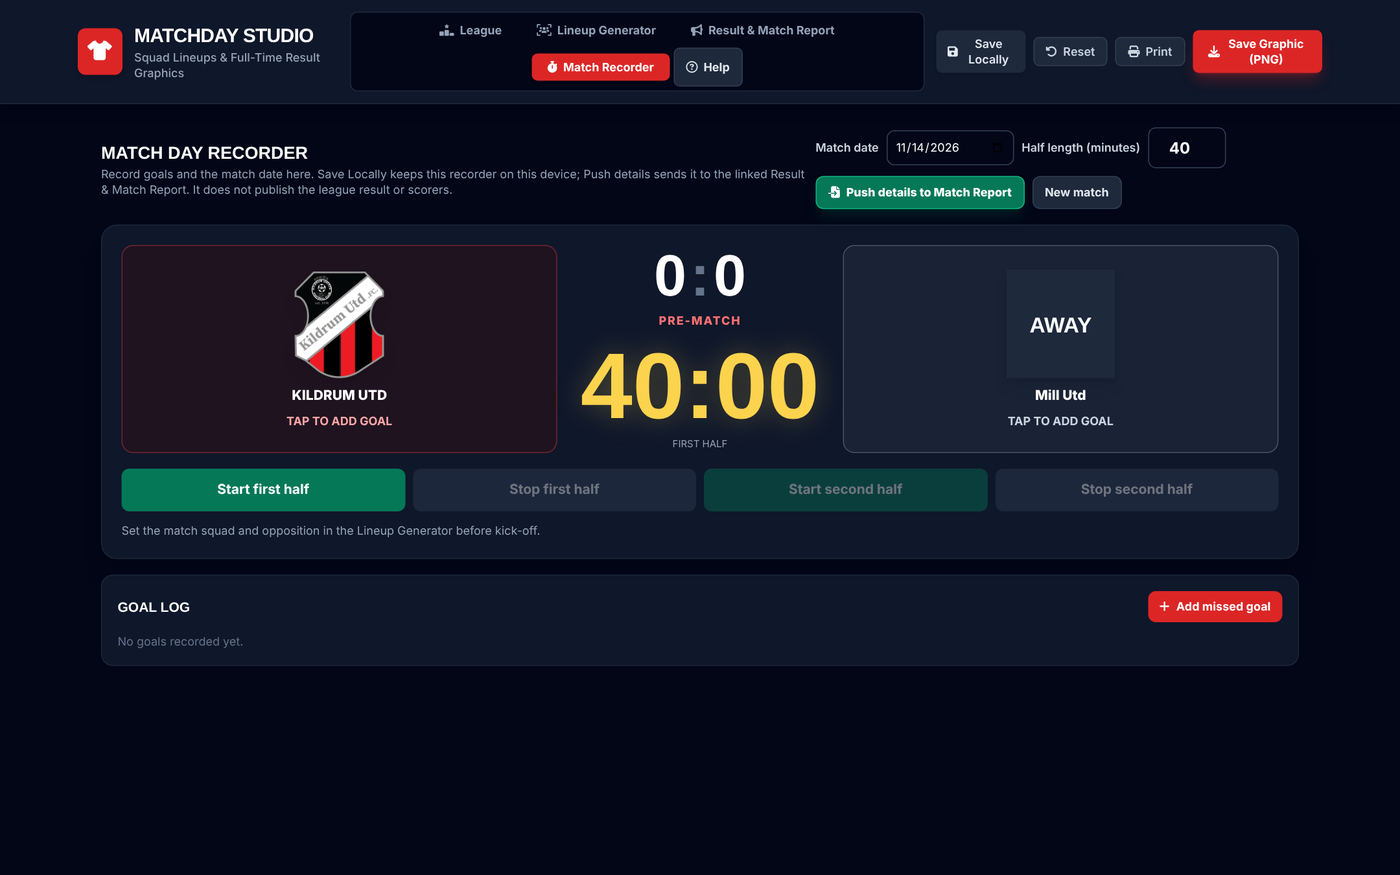 MATCHDAY STUDIO
Squad Lineups & Full-Time Result
Graphics
League
Lineup Generator
Result & Match Report
Match Recorder
Help
Save
Locally
Reset
Print
Save Graphic
(PNG)
MATCH DAY RECORDER
Record goals and the match date here. Save Locally keeps this recorder on this device; Push details sends it to the linked Result
& Match Report. It does not publish the league result or scorers.
Match date
11/14/2026
Half length (minutes)
40
Push details to Match Report
New match
Kildrum Utd.FC.
KILDRUM UTD
TAP TO ADD GOAL
0:0
PRE-MATCH
40:00
FIRST HALF
AWAY
Mill Utd
TAP TO ADD GOAL
Start first half
Stop first half
Start second half
Stop second half
Set the match squad and opposition in the Lineup Generator before kick-off.
GOAL LOG
Add missed goal
No goals recorded yet.